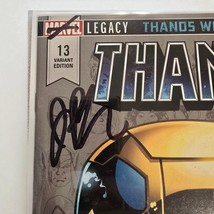 MARVEL LEGACY THANOS W
13
VARIANT
EDITION
THAN